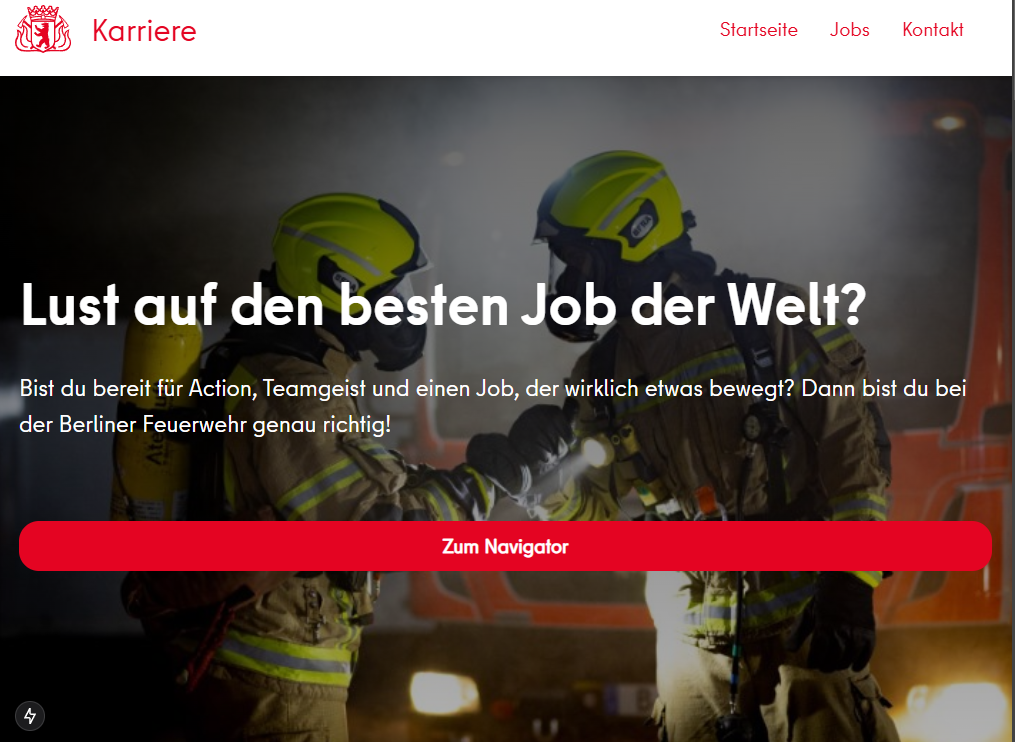 Karriere
Startseite
Jobs
Kontakt
Lust auf den besten Job der Welt?
Bist du bereit für Action, Teamgeist und einen Job, der wirklich etwas bewegt? Dann bist du bei
der Berliner Feuerwehr genau richtig!
Zum Navigator